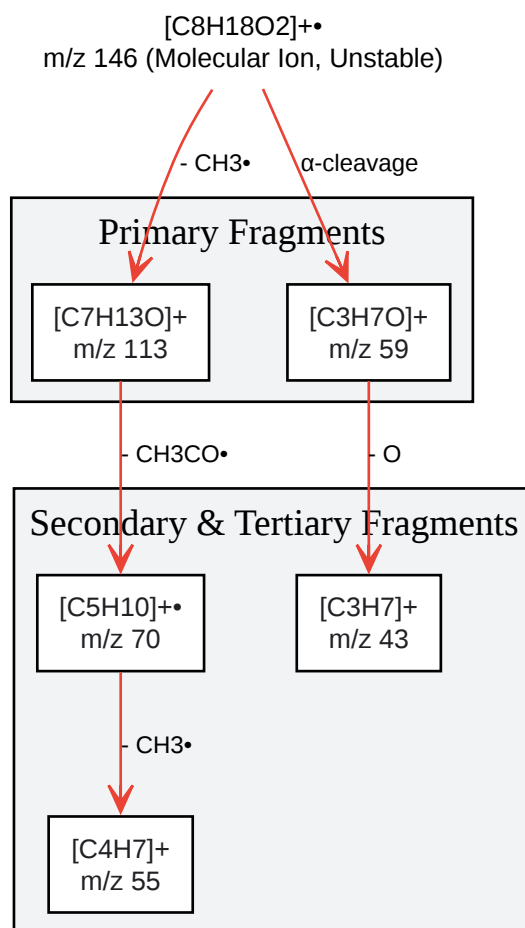 [C8H18O2]+•
m/z 146 (Molecular Ion, Unstable)
- CH3•
α-cleavage
Primary Fragments
[C7H13O]+
m/z 113
[C3H7O]+
m/z 59
- CH3CO•
- O
Secondary & Tertiary Fragments
[C5H10]+•
m/z 70
[C3H7]+
m/z 43
- CH3•
[C4H7]+
m/z 55